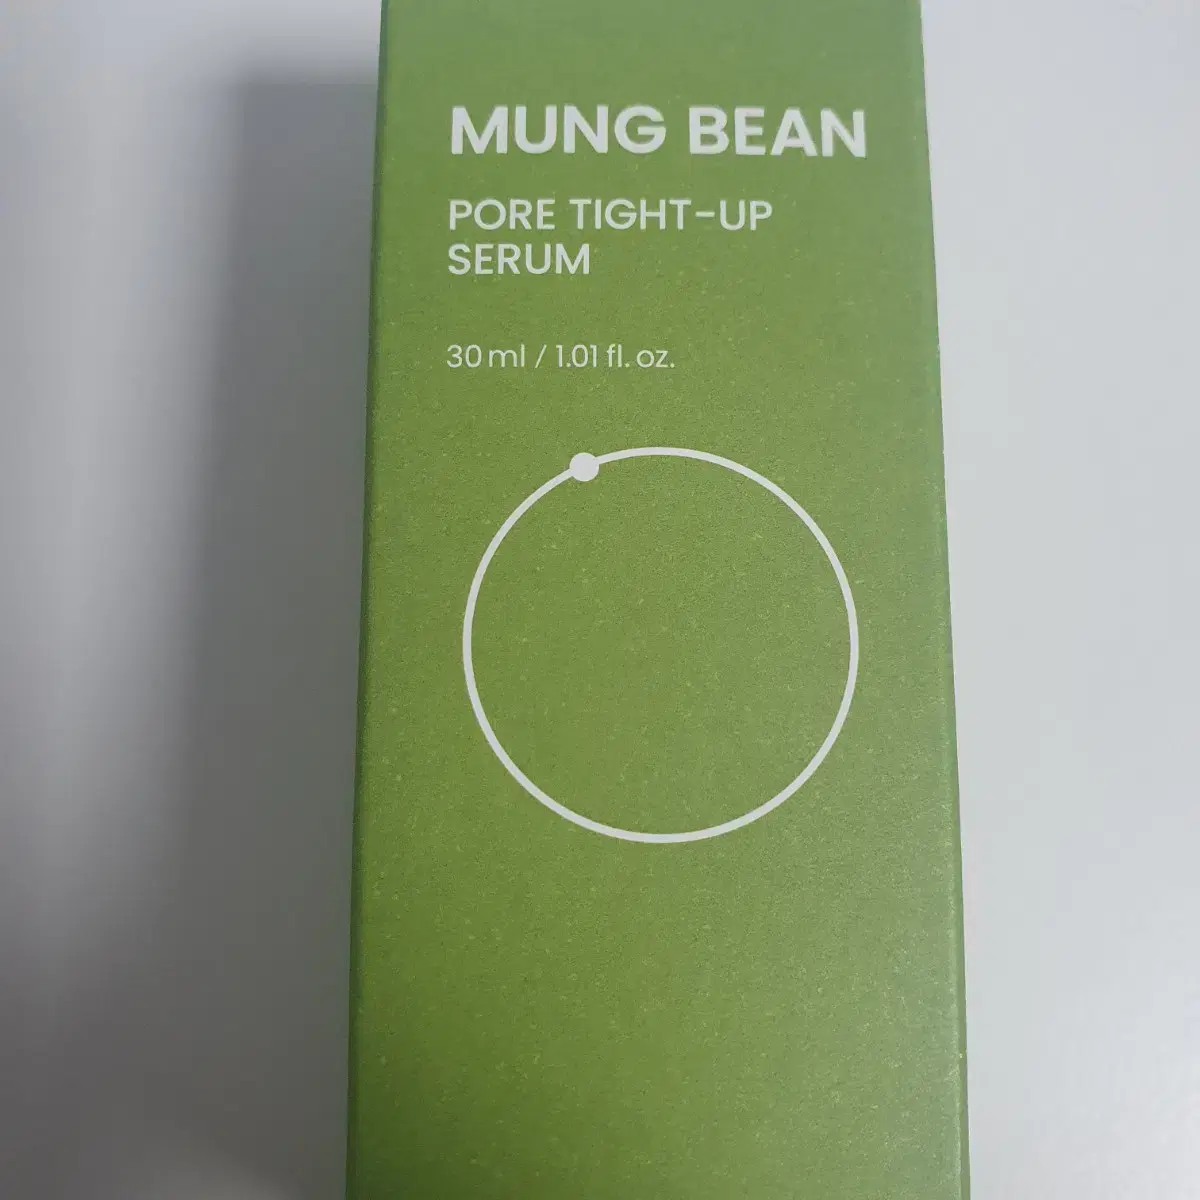 MUNG BEAN
PORE TIGHT-UP
SERUM
30 ml / 1.01 fl. oz.